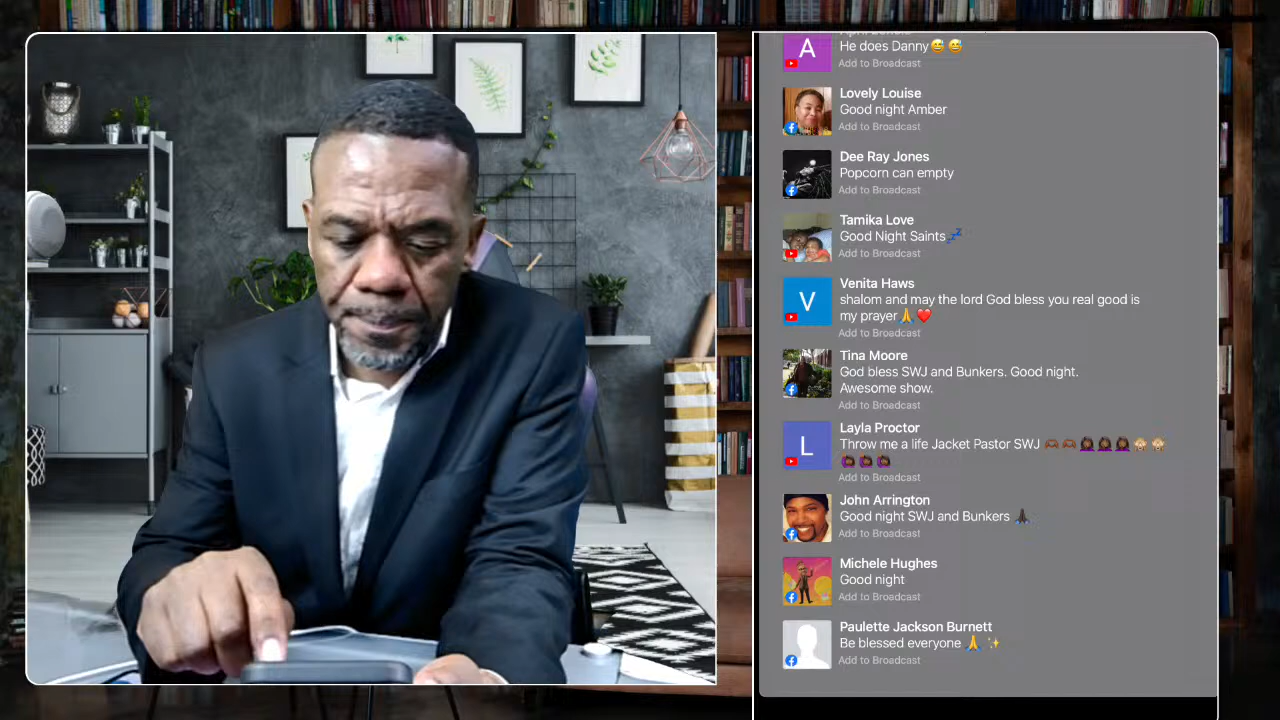 A
He does Danny😅 😅
Add to Broadcast
Lovely Louise
Good night Amber
Add to Broadcast
Dee Ray Jones
Popcorn can empty
Add to Broadcast
Tamika Love
Good Night Saints💤
Add to Broadcast
V
Venita Haws
shalom and may the lord God bless you real good is
my prayer🙏❤️
Add to Broadcast
Tina Moore
God bless SWJ and Bunkers. Good night.
Awesome show.
Add to Broadcast
L
Layla Proctor
Throw me a life Jacket Pastor SWJ
Add to Broadcast
John Arrington
Good night SWJ and Bunkers
Add to Broadcast
Michele Hughes
Good night
Add to Broadcast
Paulette Jackson Burnett
Be blessed everyone 🙏 ✨
Add to Broadcast